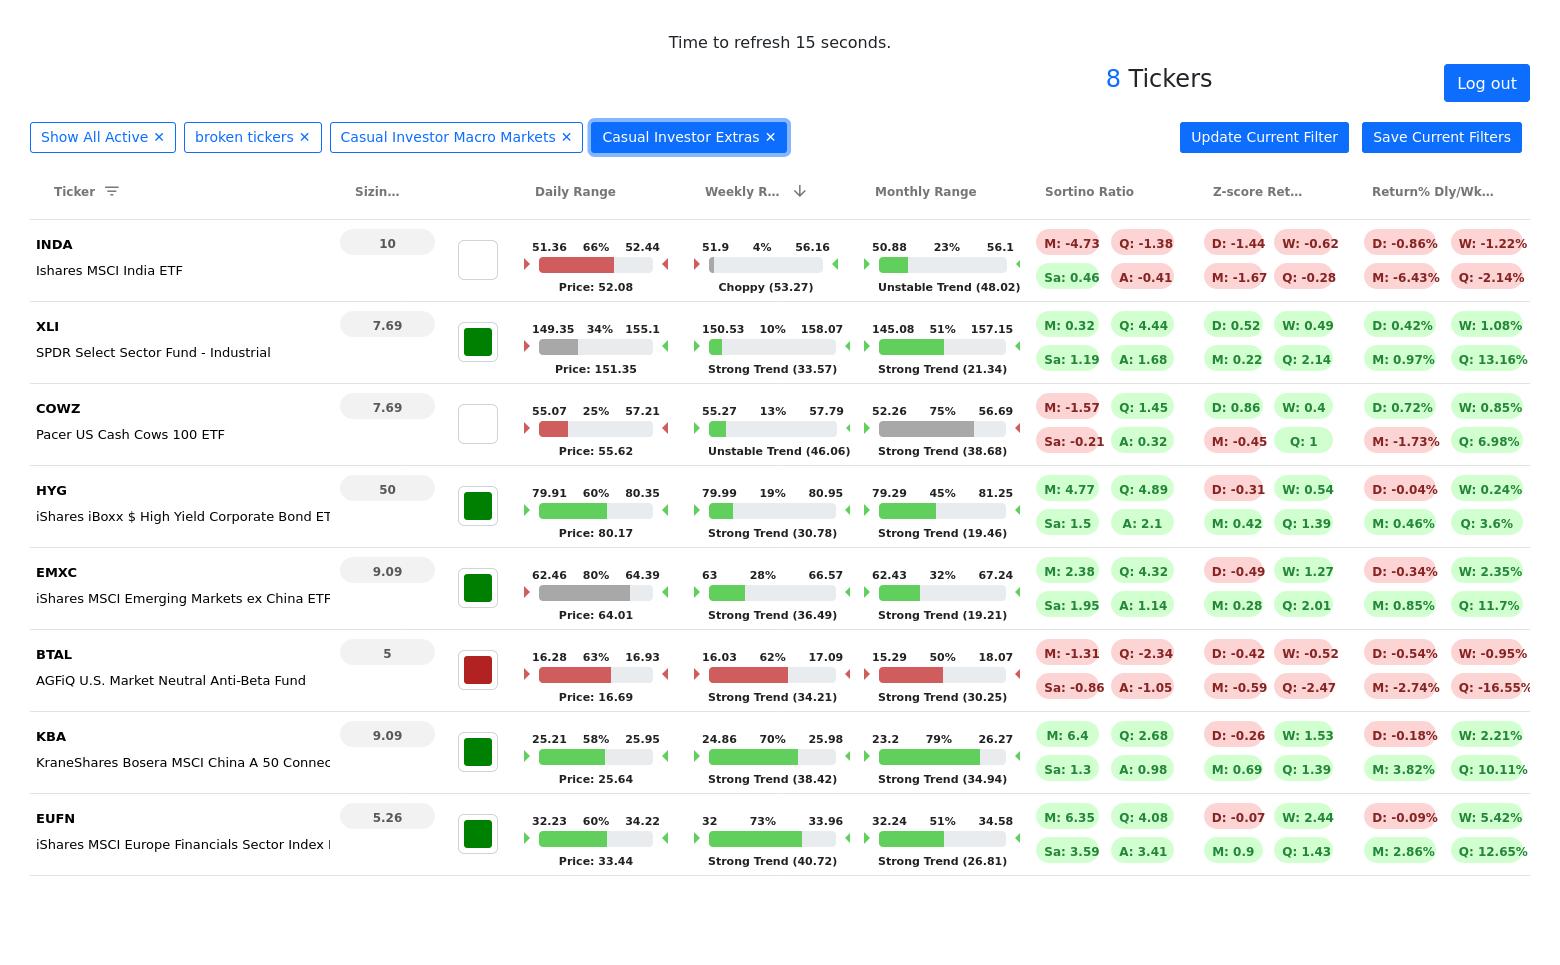 Time to refresh 15 seconds.
8 Tickers
Log out
Show All Active ✕ broken tickers ✕ Casual Investor Macro Markets ✕ Casual Investor Extras ✕ Update Current Filter Save Current Filters
Ticker Sizin... Daily Range Weekly R... Monthly Range Sortino Ratio Z-score Ret... Return% Dly/Wk...
INDA 10 51.36 66% 52.44 51.9 4% 56.16 50.88 23% 56.1 M: -4.73 Q: -1.38 D: -1.44 W: -0.62 D: -0.86% W: -1.22%
Ishares MSCI India ETF Price: 52.08 Choppy (53.27) Unstable Trend (48.02) Sa: 0.46 A: -0.41 M: -1.67 Q: -0.28 M: -6.43% Q: -2.14%
XLI 7.69 149.35 34% 155.1 150.53 10% 158.07 145.08 51% 157.15 M: 0.32 Q: 4.44 D: 0.52 W: 0.49 D: 0.42% W: 1.08%
SPDR Select Sector Fund - Industrial Price: 151.35 Strong Trend (33.57) Strong Trend (21.34) Sa: 1.19 A: 1.68 M: 0.22 Q: 2.14 M: 0.97% Q: 13.16%
COWZ 7.69 55.07 25% 57.21 55.27 13% 57.79 52.26 75% 56.69 M: -1.57 Q: 1.45 D: 0.86 W: 0.4 D: 0.72% W: 0.85%
Pacer US Cash Cows 100 ETF Price: 55.62 Unstable Trend (46.06) Strong Trend (38.68) Sa: -0.21 A: 0.32 M: -0.45 Q: 1 M: -1.73% Q: 6.98%
HYG 50 79.91 60% 80.35 79.99 19% 80.95 79.29 45% 81.25 M: 4.77 Q: 4.89 D: -0.31 W: 0.54 D: -0.04% W: 0.24%
iShares iBoxx $ High Yield Corporate Bond ET Price: 80.17 Strong Trend (30.78) Strong Trend (19.46) Sa: 1.5 A: 2.1 M: 0.42 Q: 1.39 M: 0.46% Q: 3.6%
EMXC 9.09 62.46 80% 64.39 63 28% 66.57 62.43 32% 67.24 M: 2.38 Q: 4.32 D: -0.49 W: 1.27 D: -0.34% W: 2.35%
iShares MSCI Emerging Markets ex China ETF Price: 64.01 Strong Trend (36.49) Strong Trend (19.21) Sa: 1.95 A: 1.14 M: 0.28 Q: 2.01 M: 0.85% Q: 11.7%
BTAL 5 16.28 63% 16.93 16.03 62% 17.09 15.29 50% 18.07 M: -1.31 Q: -2.34 D: -0.42 W: -0.52 D: -0.54% W: -0.95%
AGFiQ U.S. Market Neutral Anti-Beta Fund Price: 16.69 Strong Trend (34.21) Strong Trend (30.25) Sa: -0.86 A: -1.05 M: -0.59 Q: -2.47 M: -2.74% Q: -16.55%
KBA 9.09 25.21 58% 25.95 24.86 70% 25.98 23.2 79% 26.27 M: 6.4 Q: 2.68 D: -0.26 W: 1.53 D: -0.18% W: 2.21%
KraneShares Bosera MSCI China A 50 Connec Price: 25.64 Strong Trend (38.42) Strong Trend (34.94) Sa: 1.3 A: 0.98 M: 0.69 Q: 1.39 M: 3.82% Q: 10.11%
EUFN 5.26 32.23 60% 34.22 32 73% 33.96 32.24 51% 34.58 M: 6.35 Q: 4.08 D: -0.07 W: 2.44 D: -0.09% W: 5.42%
iShares MSCI Europe Financials Sector Index Price: 33.44 Strong Trend (40.72) Strong Trend (26.81) Sa: 3.59 A: 3.41 M: 0.9 Q: 1.43 M: 2.86% Q: 12.65%